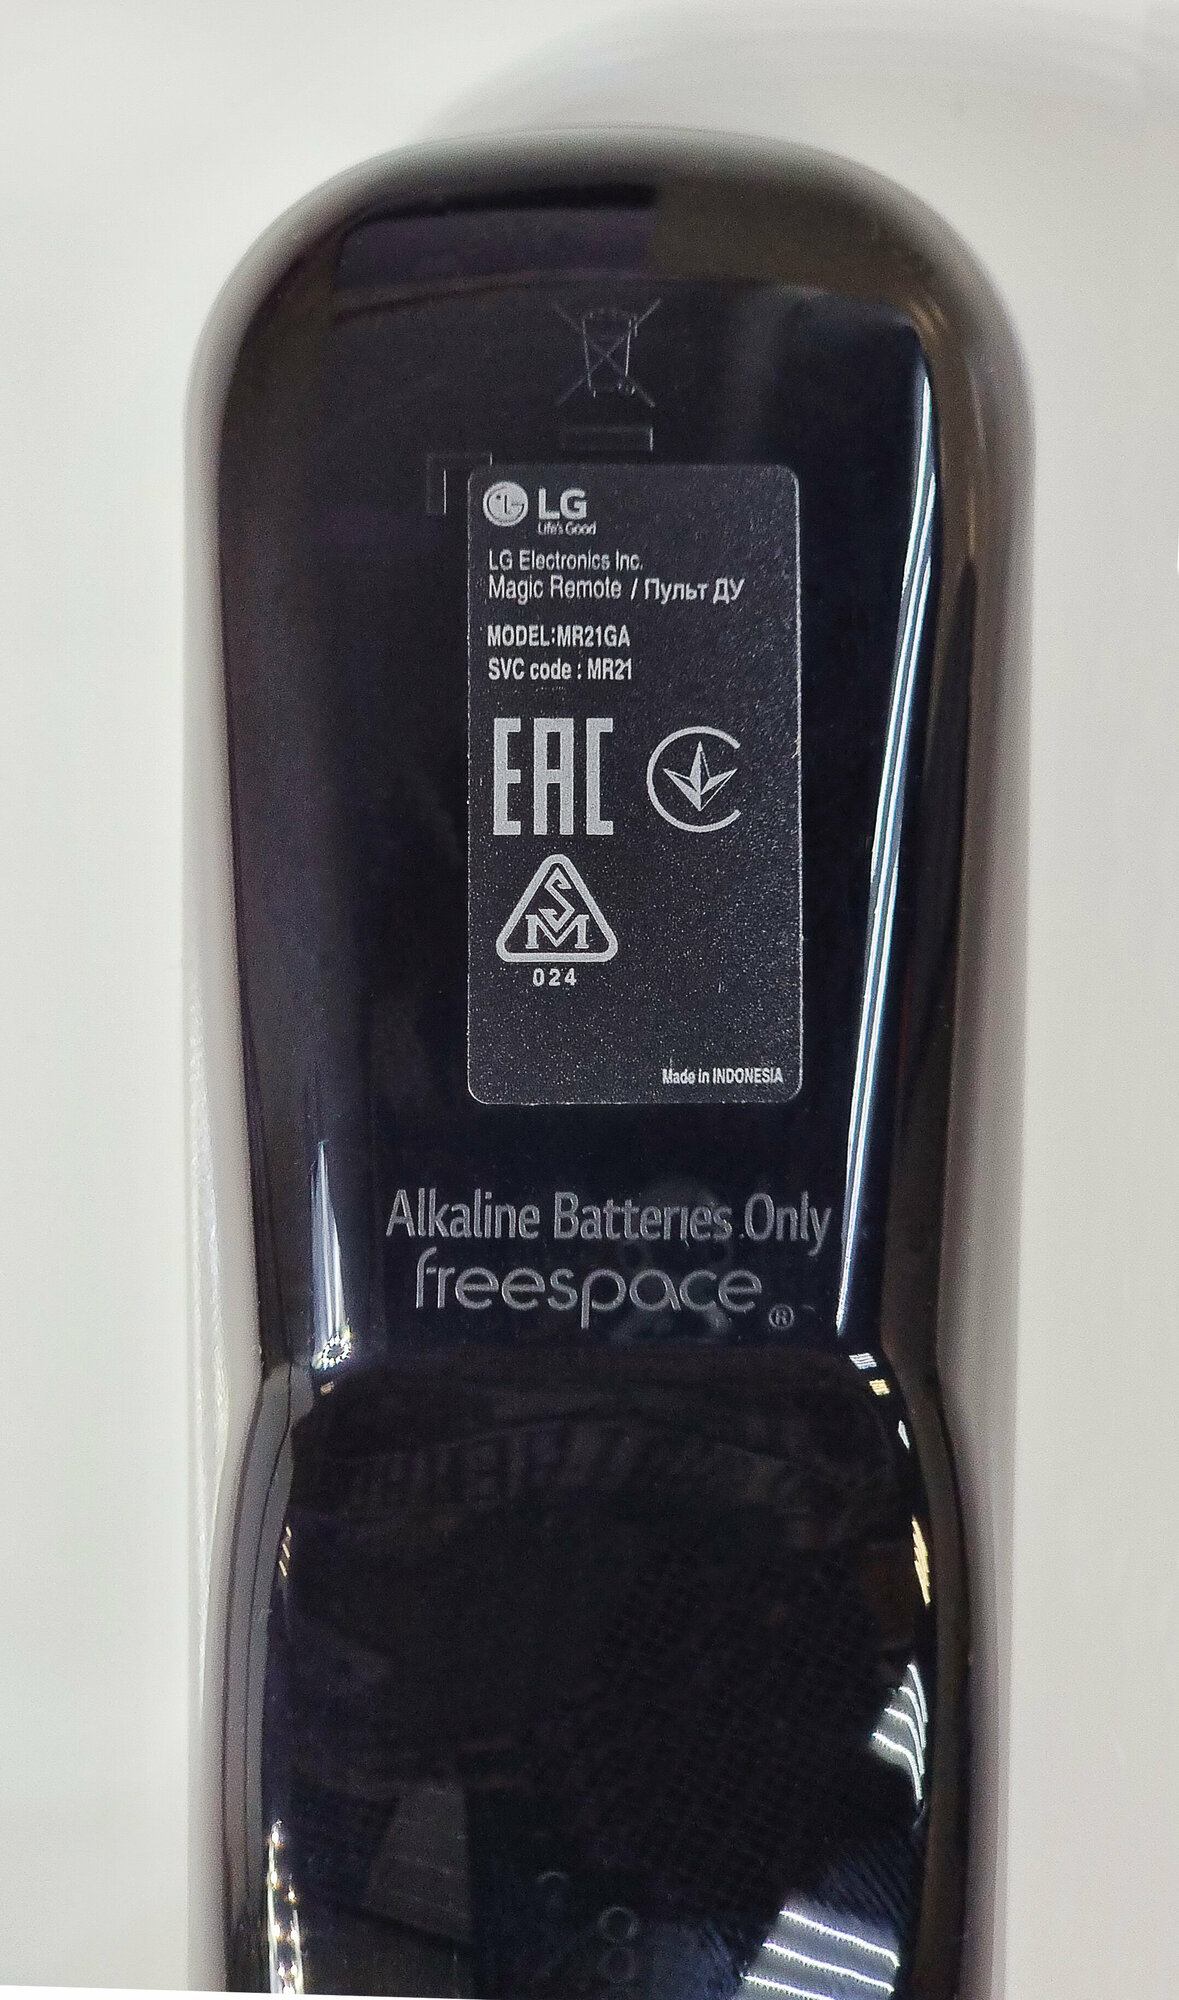 LG
Life's Good
LG Electronics Inc.
Magic Remote / Пульт ДУ
MODEL:MR21GA
SVC code : MR21
EAC
SM
024
Made in INDONESIA
Alkaline Batteries Only
freespace®